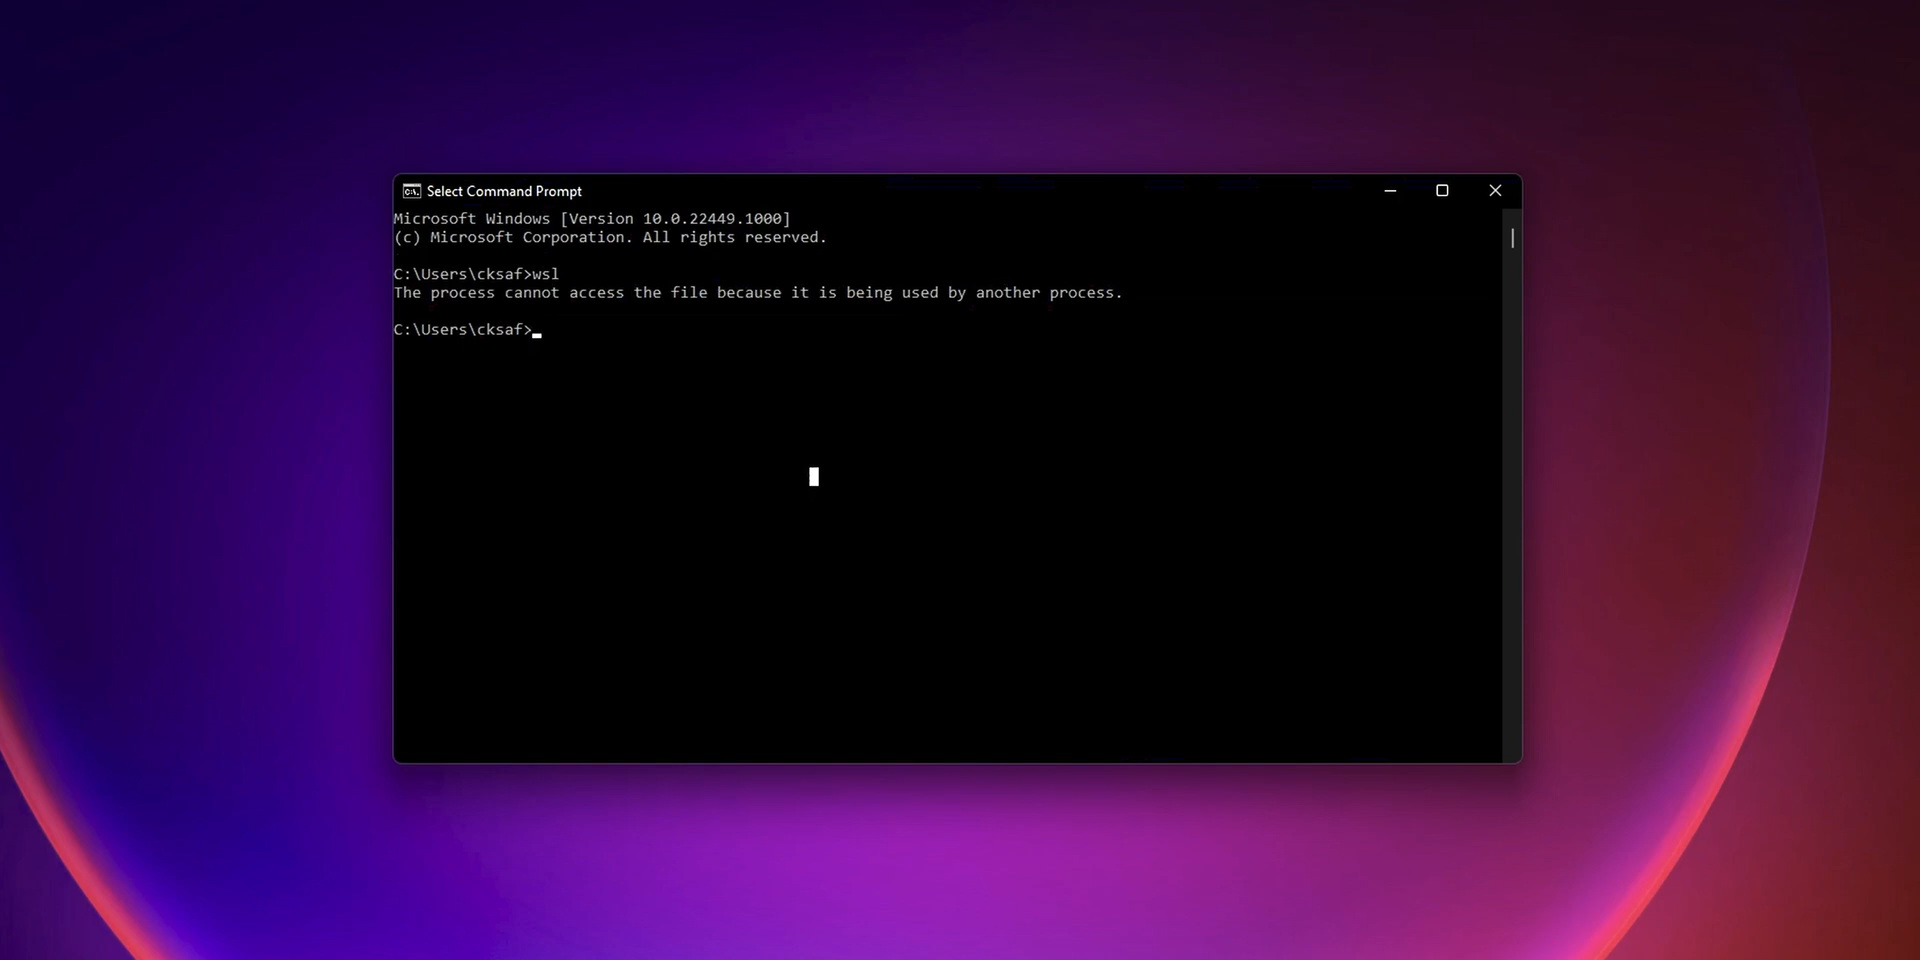 Select Command Prompt
Microsoft Windows [Version 10.0.22449.1000]
(c) Microsoft Corporation. All rights reserved.
C:\Users\cksaf>wsl
The process cannot access the file because it is being used by another process.
C:\Users\cksaf>